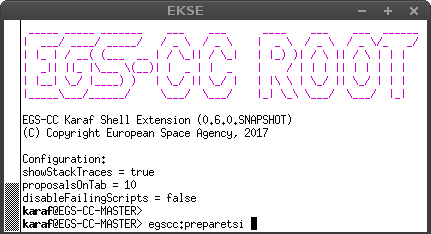 EKSE
EGS-CC ROOT
EGS-CC Karaf Shell Extension (0.6.0.SNAPSHOT)
(C) Copyright European Space Agency, 2017
Configuration:
showStackTraces = true
proposalsOnTab = 10
disableFailingScripts = false
karaf@EGS-CC-MASTER>
karaf@EGS-CC-MASTER> egscc:preparetsi